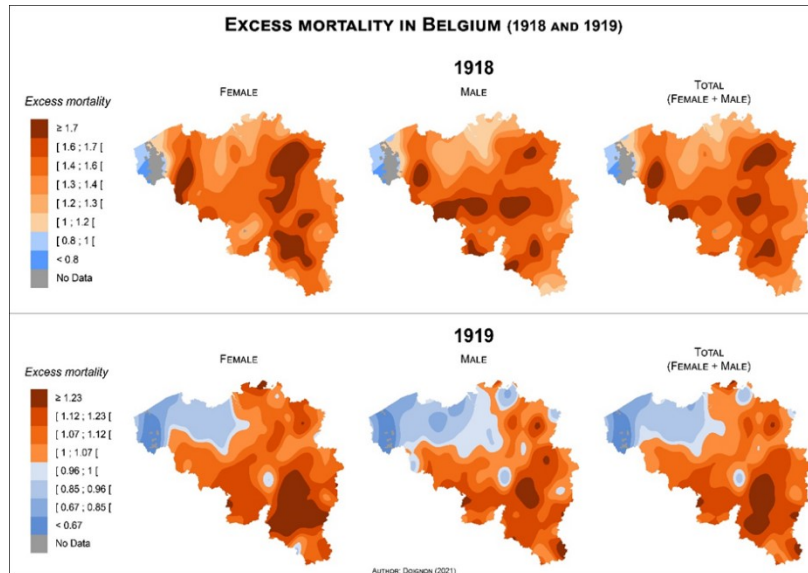 EXCESS MORTALITY IN BELGIUM (1918 AND 1919)
1918
Excess mortality
FEMALE
MALE
TOTAL
(FEMALE + MALE)
≥ 1.7
[ 1.6 ; 1.7 [
[ 1.4 ; 1.6 [
[ 1.3 ; 1.4 [
[ 1.2 ; 1.3 [
[ 1 ; 1.2 [
[ 0.8 ; 1 [
< 0.8
No Data
1919
Excess mortality
FEMALE
MALE
TOTAL
(FEMALE + MALE)
≥ 1.23
[ 1.12 ; 1.23 [
[ 1.07 ; 1.12 [
[ 1 ; 1.07 [
[ 0.96 ; 1 [
[ 0.85 ; 0.96 [
[ 0.67 ; 0.85 [
< 0.67
No Data
AUTHOR: DOIGNON (2021)